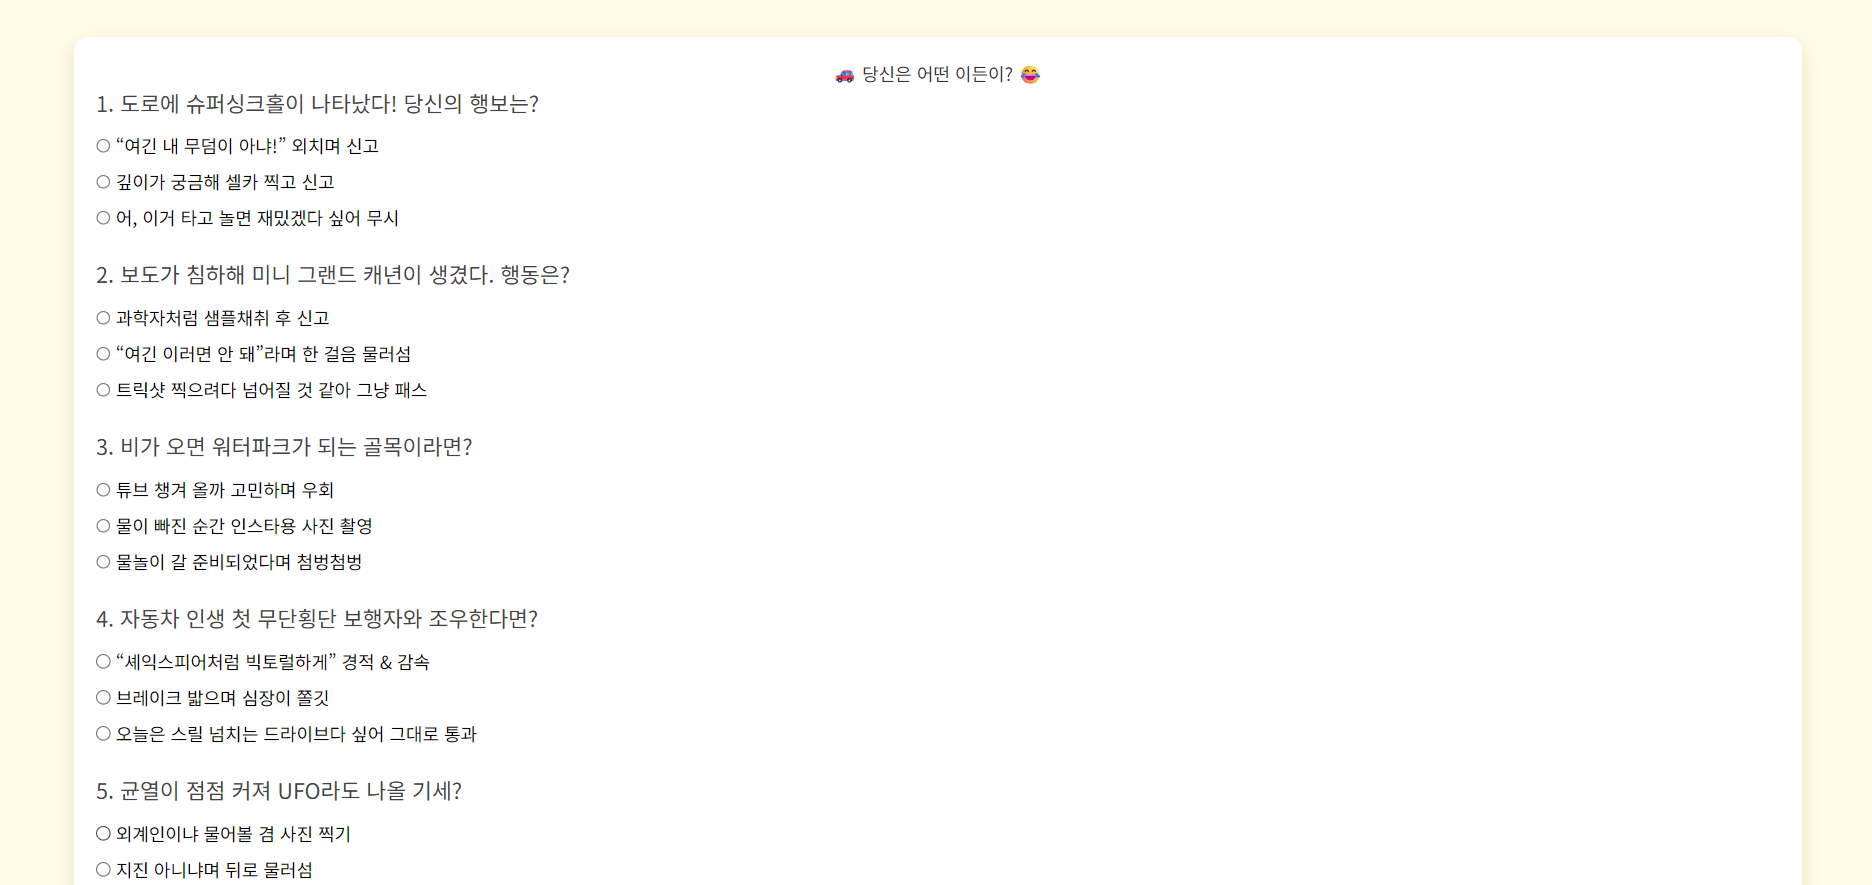 🚗 당신은 어떤 이든이? 😂
1. 도로에 슈퍼싱크홀이 나타났다! 당신의 행보는?
“여긴 내 무덤이 아냐!” 외치며 신고
깊이가 궁금해 셀카 찍고 신고
어, 이거 타고 놀면 재밌겠다 싶어 무시
2. 보도가 침하해 미니 그랜드 캐년이 생겼다. 행동은?
과학자처럼 샘플채취 후 신고
“여긴 이러면 안 돼”라며 한 걸음 물러섬
트릭샷 찍으려다 넘어질 것 같아 그냥 패스
3. 비가 오면 워터파크가 되는 골목이라면?
튜브 챙겨 올까 고민하며 우회
물이 빠진 순간 인스타용 사진 촬영
물놀이 갈 준비되었다며 첨벙첨벙
4. 자동차 인생 첫 무단횡단 보행자와 조우한다면?
“셰익스피어처럼 빅토럴하게” 경적 & 감속
브레이크 밟으며 심장이 쫄깃
오늘은 스릴 넘치는 드라이브다 싶어 그대로 통과
5. 균열이 점점 커져 UFO라도 나올 기세?
외계인이냐 물어볼 겸 사진 찍기
지진 아니냐며 뒤로 물러섬